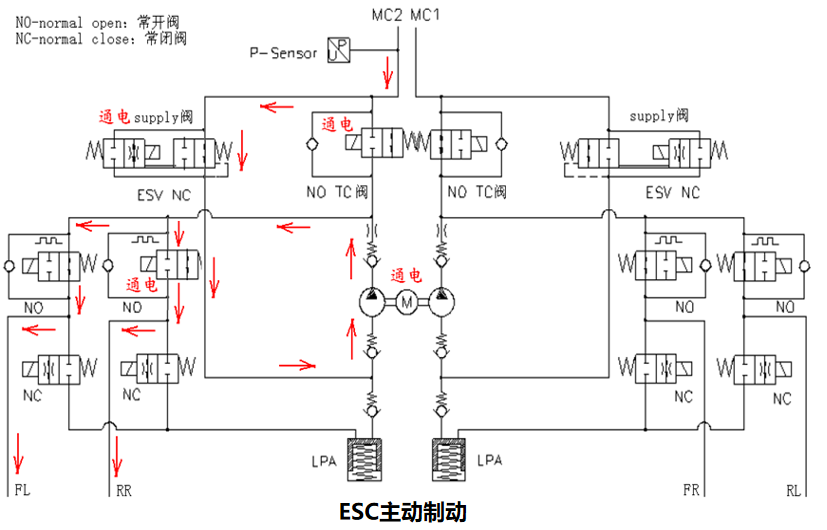 NO-normal open：常开阀
NC-normal close：常闭阀
MC2 MC1
P-Sensor
P
U
通电 supply阀
通电
supply阀
ESV NC
NO TC阀
NO TC阀
ESV NC
通电
通电
M
NO
NO
NO
NO
NC
NC
NC
NC
LPA
LPA
FL
RR
FR
RL
ESC主动制动